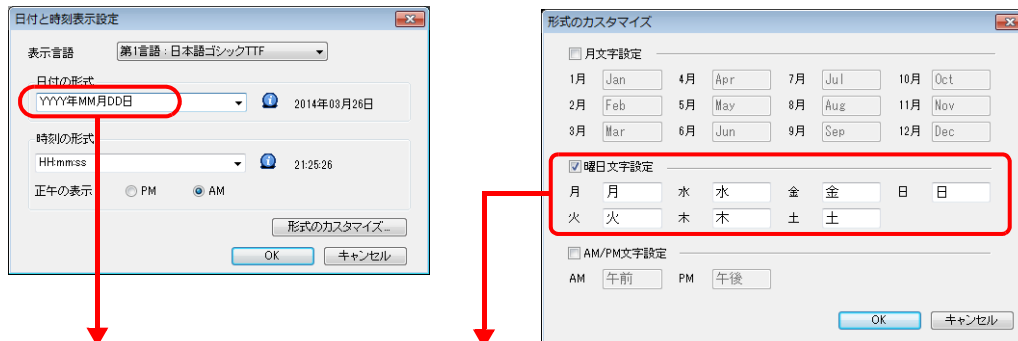 日付と時刻表示設定
表示言語 第1言語：日本語ゴシックTTF
日付の形式
YYYY年MM月DD日 2014年03月26日
時刻の形式
HH:mm:ss 21:25:26
正午の表示 PM AM
形式のカスタマイズ...
OK キャンセル
形式のカスタマイズ
月文字設定
1月 Jan 4月 Apr 7月 Jul 10月 Oct
2月 Feb 5月 May 8月 Aug 11月 Nov
3月 Mar 6月 Jun 9月 Sep 12月 Dec
曜日文字設定
月 月 水 水 金 金 日 日
火 火 木 木 土 土
AM/PM文字設定
AM 午前 PM 午後
OK キャンセル